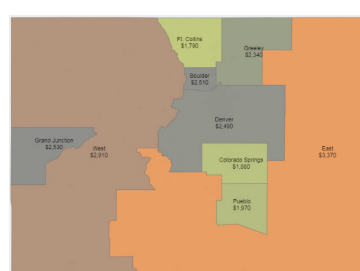 Ft. Collins
$1,790
Greeley
$2,340
Boulder
$2,510
Denver
$2,490
Grand Junction
$2,530
West
$2,910
Colorado Springs
$1,880
East
$3,370
Pueblo
$1,970